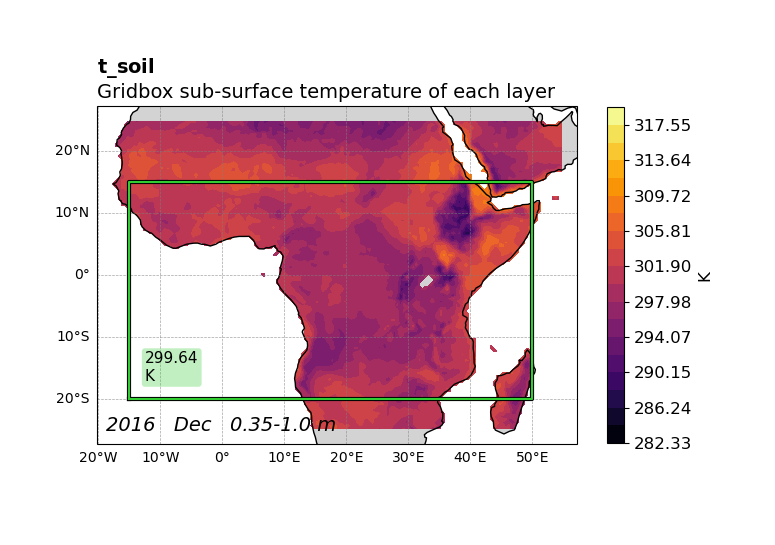 t_soil
Gridbox sub-surface temperature of each layer
20°N
10°N
0°
10°S
20°S
299.64
K
2016 Dec 0.35-1.0 m
20°W 10°W 0° 10°E 20°E 30°E 40°E 50°E
317.55
313.64
309.72
305.81
301.90
297.98
294.07
290.15
286.24
282.33
K